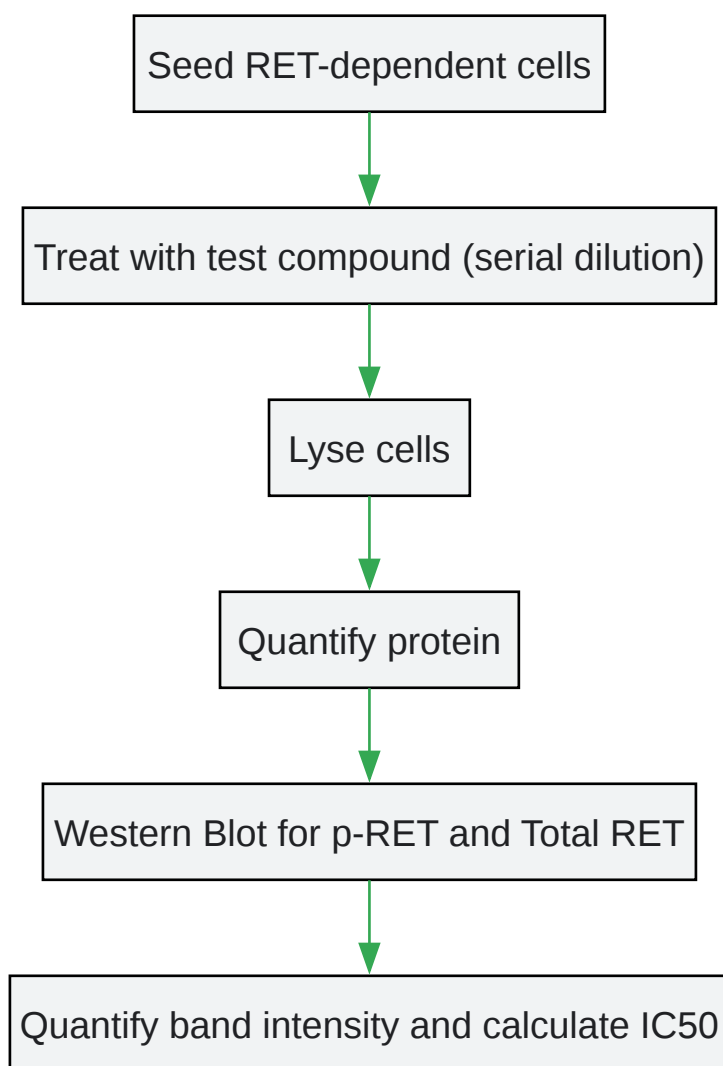 Seed RET-dependent cells
Treat with test compound (serial dilution)
Lyse cells
Quantify protein
Western Blot for p-RET and Total RET
Quantify band intensity and calculate IC50